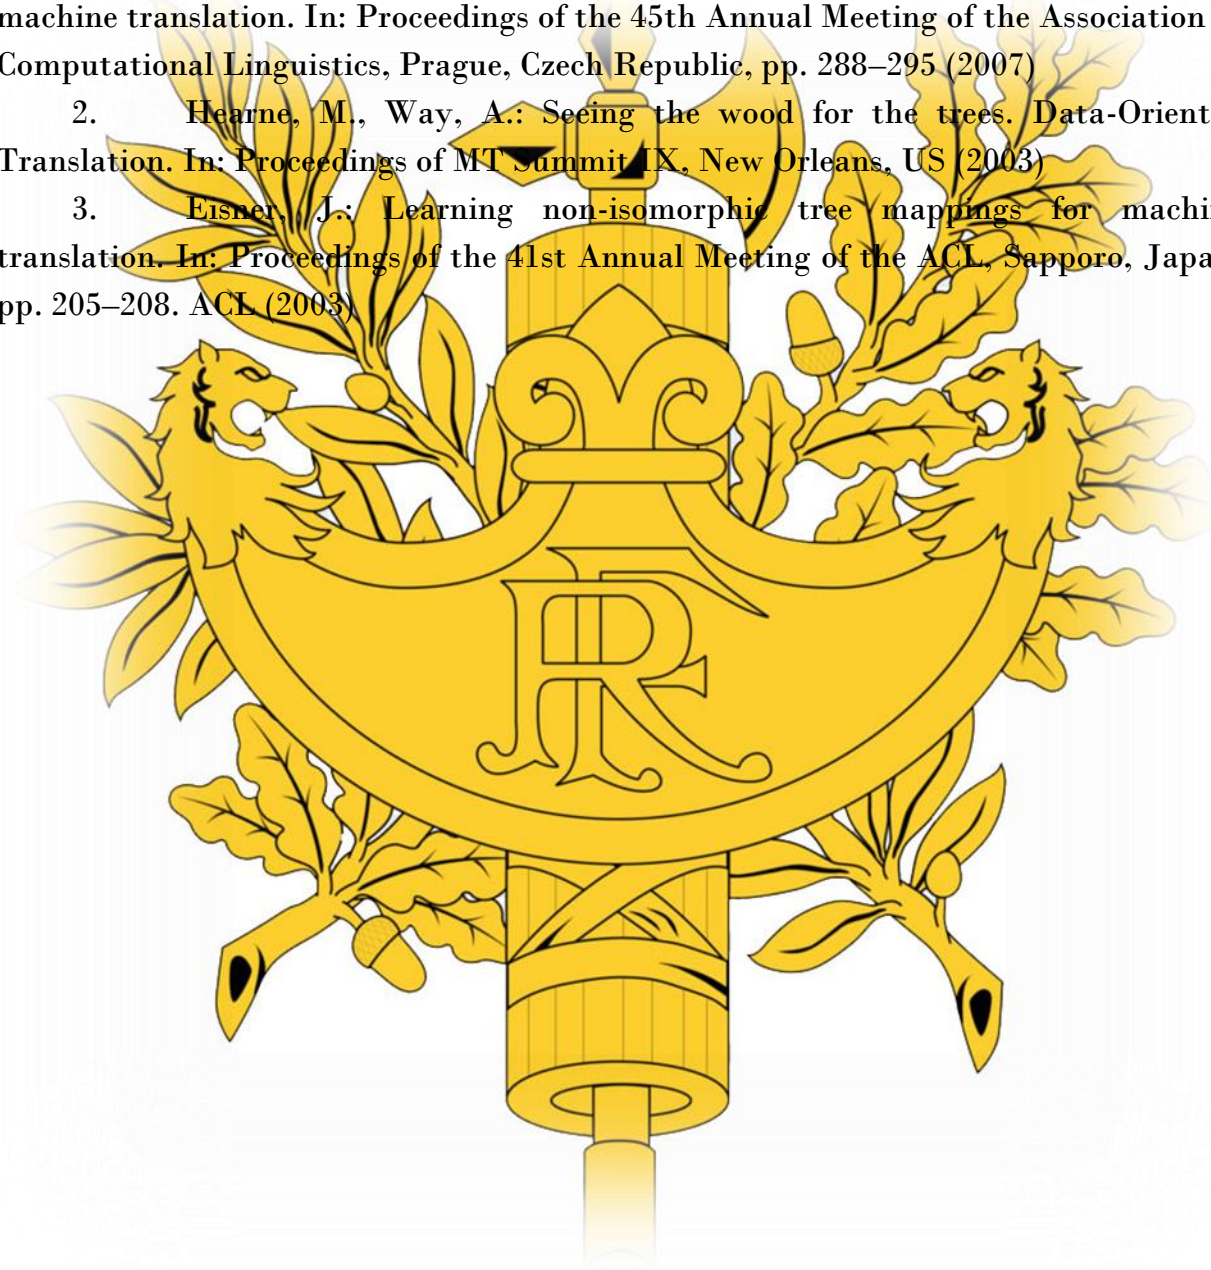 machine translation. In: Proceedings of the 45th Annual Meeting of the Association
Computational Linguistics, Prague, Czech Republic, pp. 288–295 (2007)
2. Hearne, M., Way, A.: Seeing the wood for the trees. Data-Orient
Translation. In: Proceedings of MT Summit IX, New Orleans, US (2003)
3. Eisner, J.: Learning non-isomorphic tree mappings for machi
translation. In: Proceedings of the 41st Annual Meeting of the ACL, Sapporo, Japa
pp. 205–208. ACL (2003)
RF